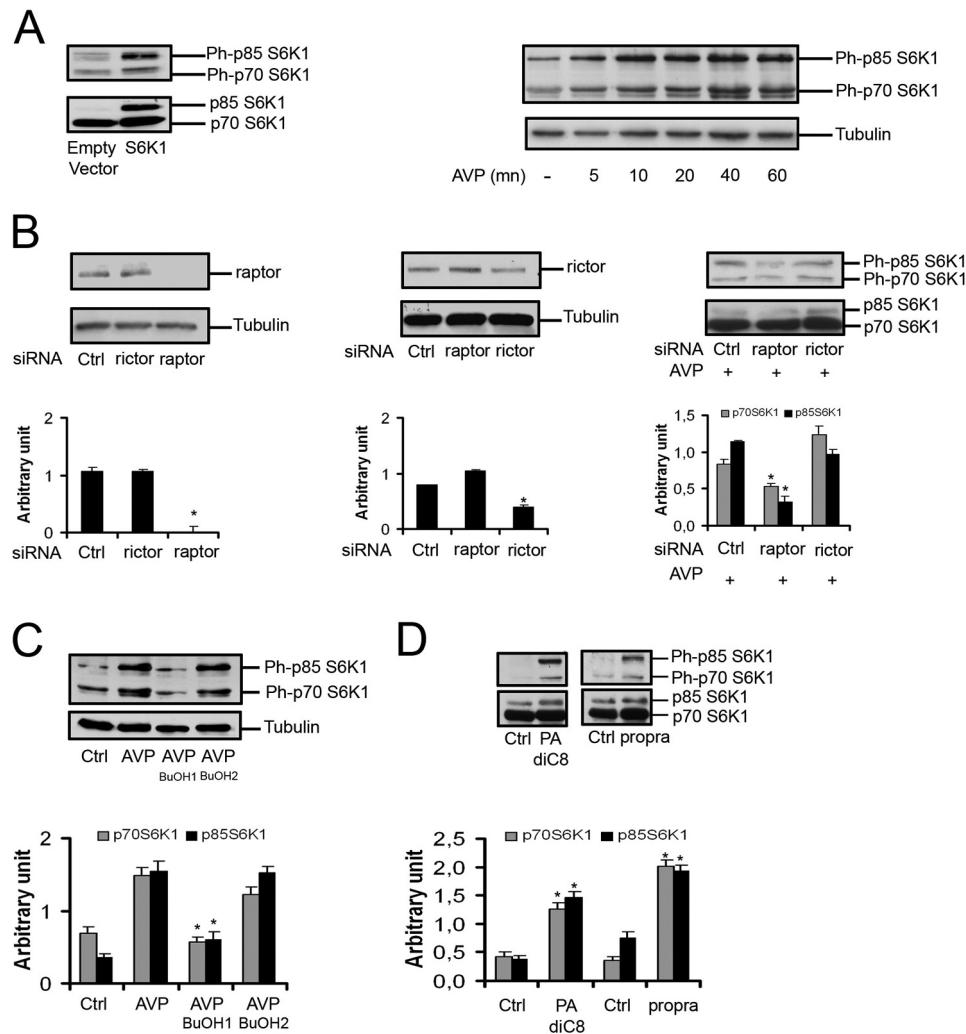 A
Ph-p85 S6K1
Ph-p70 S6K1
p85 S6K1
p70 S6K1
Empty Vector S6K1
Ph-p85 S6K1
Ph-p70 S6K1
Tubulin
AVP (mn) - 5 10 20 40 60
B
raptor
Tubulin
siRNA Ctrl rictor raptor
rictor
Tubulin
siRNA Ctrl raptor rictor
Ph-p85 S6K1
Ph-p70 S6K1
p85 S6K1
p70 S6K1
siRNA Ctrl raptor rictor
AVP + + +
Arbitrary unit
2
1
0
*
siRNA Ctrl rictor raptor
Arbitrary unit
2
1
0
*
siRNA Ctrl raptor rictor
p70S6K1 p85S6K1
Arbitrary unit
1,5
1,0
0,5
0,0
* *
siRNA Ctrl raptor rictor
AVP + + +
C
Ph-p85 S6K1
Ph-p70 S6K1
Tubulin
Ctrl AVP AVP AVP
BuOH1 BuOH2
p70S6K1 p85S6K1
Arbitrary unit
2
1
0
* *
Ctrl AVP AVP AVP
BuOH1 BuOH2
D
Ph-p85 S6K1
Ph-p70 S6K1
p85 S6K1
p70 S6K1
Ctrl PA Ctrl propra
diC8
p70S6K1 p85S6K1
Arbitrary unit
2,5
2,0
1,5
1,0
0,5
0,0
* * * *
Ctrl PA Ctrl propra
diC8